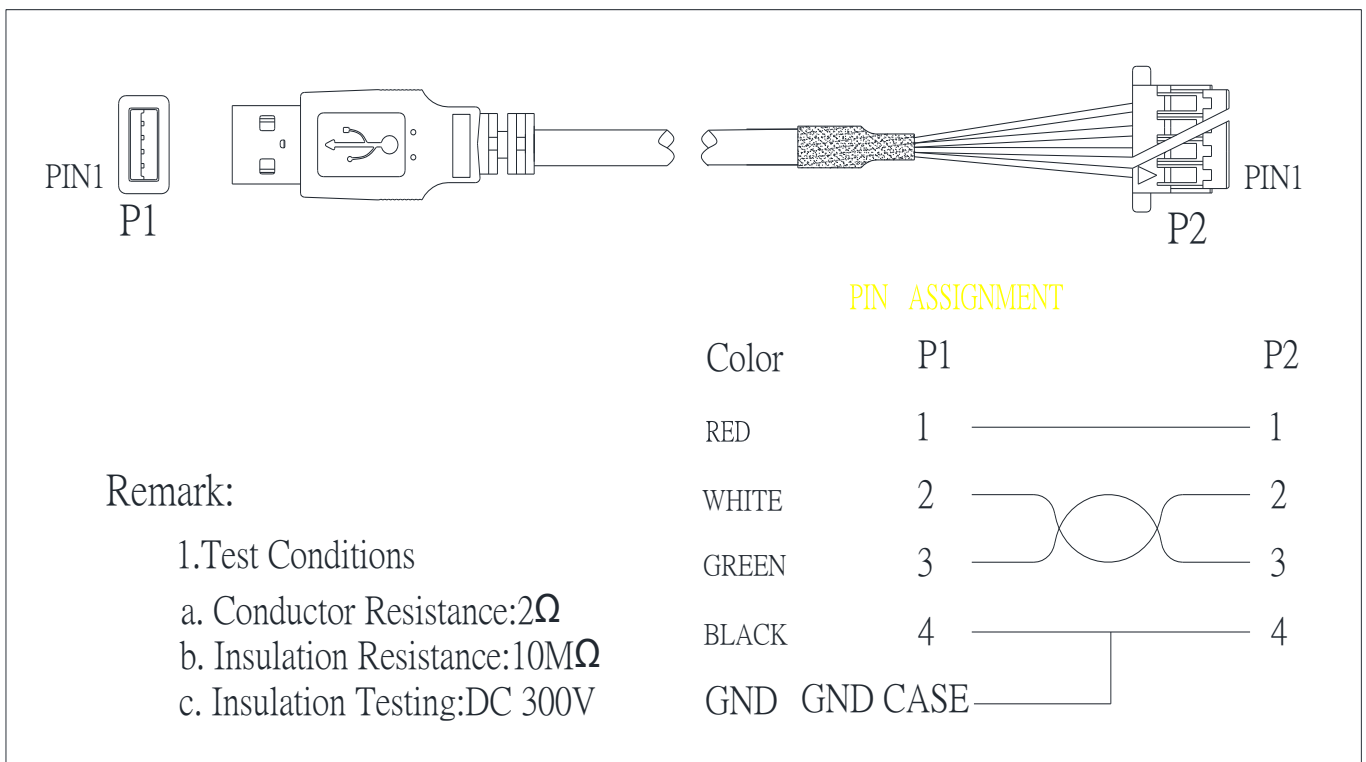 PIN1
P1
PIN1
P2
PIN ASSIGNMENT
Color P1 P2
RED 1 1
WHITE 2 2
GREEN 3 3
BLACK 4 4
GND GND CASE
Remark:
1.Test Conditions
a. Conductor Resistance:2Ω
b. Insulation Resistance:10MΩ
c. Insulation Testing:DC 300V